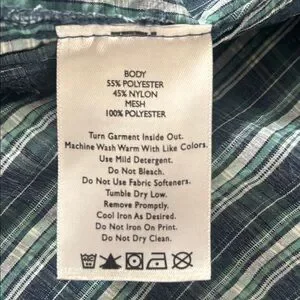 BODY
55% POLYESTER
45% NYLON
MESH
100% POLYESTER
Turn Garment Inside Out.
Machine Wash Warm With Like Colors.
Use Mild Detergent.
Do Not Bleach.
Do Not Use Fabric Softeners.
Tumble Dry Low.
Remove Promptly.
Cool Iron As Desired.
Do Not Iron On Print.
Do Not Dry Clean.